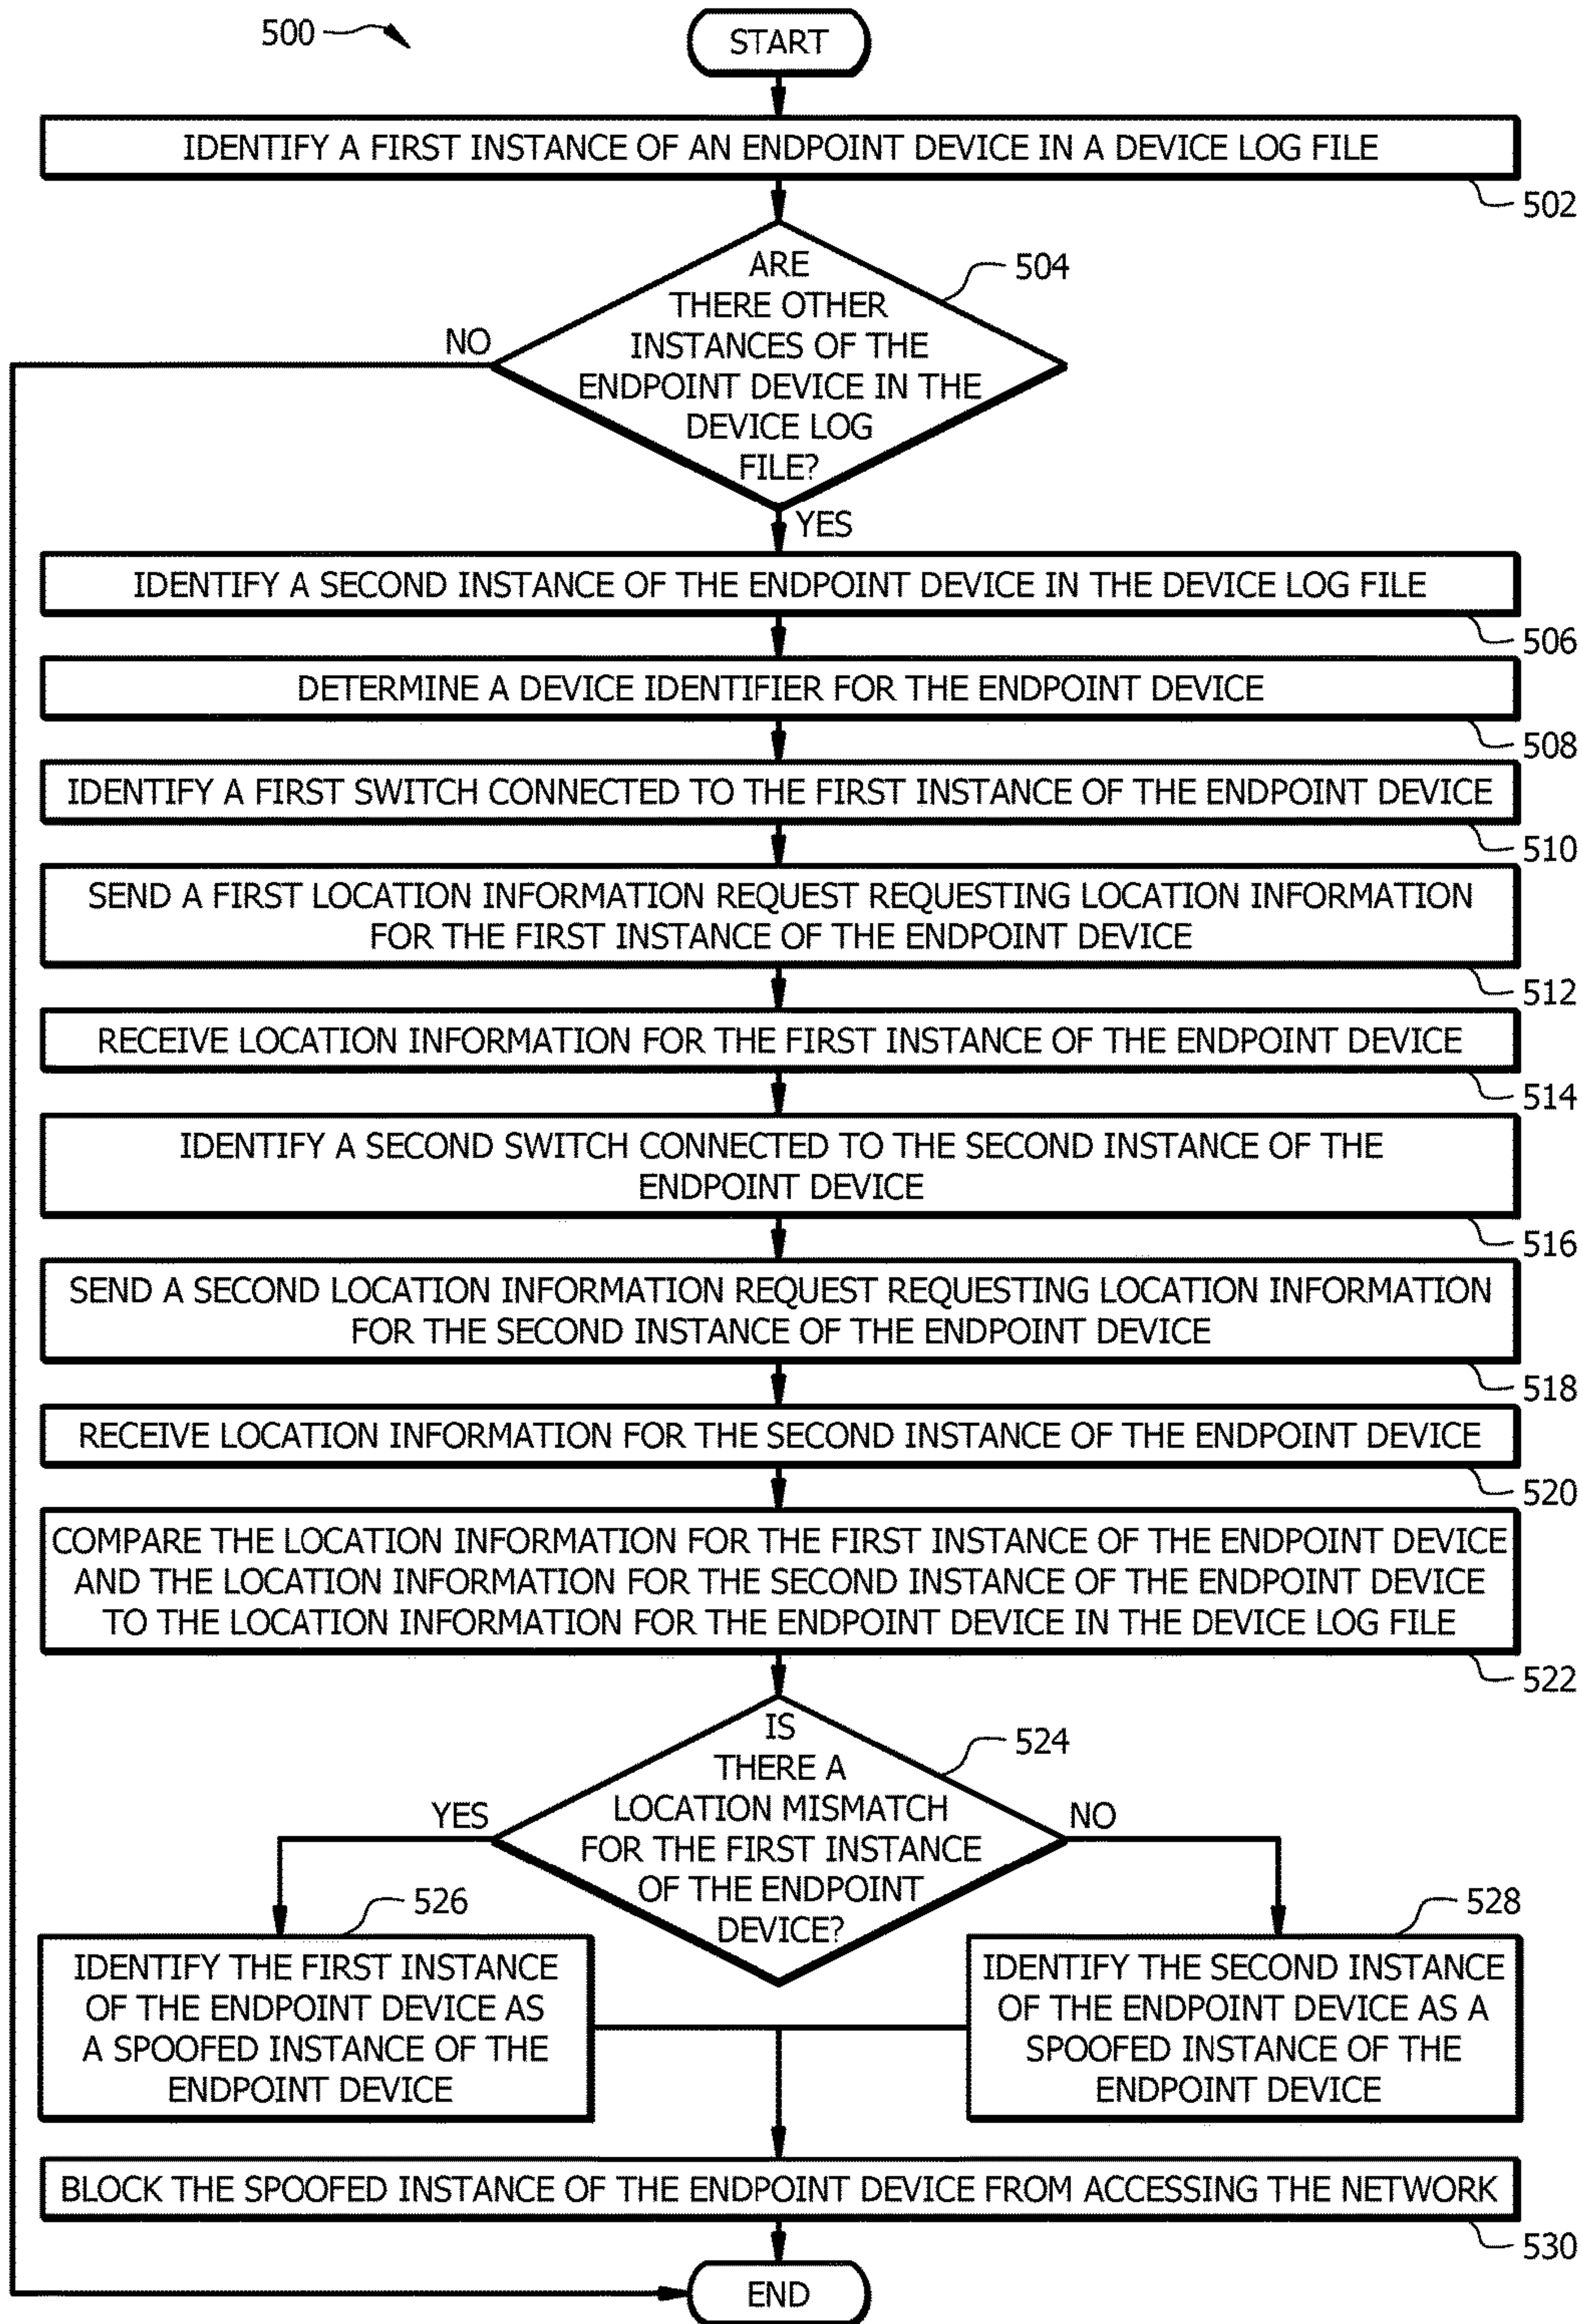 500
START
IDENTIFY A FIRST INSTANCE OF AN ENDPOINT DEVICE IN A DEVICE LOG FILE
502
ARE
THERE OTHER
INSTANCES OF THE
ENDPOINT DEVICE IN THE
DEVICE LOG
FILE?
504
NO
YES
IDENTIFY A SECOND INSTANCE OF THE ENDPOINT DEVICE IN THE DEVICE LOG FILE
506
DETERMINE A DEVICE IDENTIFIER FOR THE ENDPOINT DEVICE
508
IDENTIFY A FIRST SWITCH CONNECTED TO THE FIRST INSTANCE OF THE ENDPOINT DEVICE
510
SEND A FIRST LOCATION INFORMATION REQUEST REQUESTING LOCATION INFORMATION
FOR THE FIRST INSTANCE OF THE ENDPOINT DEVICE
512
RECEIVE LOCATION INFORMATION FOR THE FIRST INSTANCE OF THE ENDPOINT DEVICE
514
IDENTIFY A SECOND SWITCH CONNECTED TO THE SECOND INSTANCE OF THE
ENDPOINT DEVICE
516
SEND A SECOND LOCATION INFORMATION REQUEST REQUESTING LOCATION INFORMATION
FOR THE SECOND INSTANCE OF THE ENDPOINT DEVICE
518
RECEIVE LOCATION INFORMATION FOR THE SECOND INSTANCE OF THE ENDPOINT DEVICE
520
COMPARE THE LOCATION INFORMATION FOR THE FIRST INSTANCE OF THE ENDPOINT DEVICE
AND THE LOCATION INFORMATION FOR THE SECOND INSTANCE OF THE ENDPOINT DEVICE
TO THE LOCATION INFORMATION FOR THE ENDPOINT DEVICE IN THE DEVICE LOG FILE
522
IS
THERE A
LOCATION MISMATCH
FOR THE FIRST INSTANCE
OF THE ENDPOINT
DEVICE?
524
YES
NO
526
IDENTIFY THE FIRST INSTANCE
OF THE ENDPOINT DEVICE AS
A SPOOFED INSTANCE OF THE
ENDPOINT DEVICE
528
IDENTIFY THE SECOND INSTANCE
OF THE ENDPOINT DEVICE AS A
SPOOFED INSTANCE OF THE
ENDPOINT DEVICE
BLOCK THE SPOOFED INSTANCE OF THE ENDPOINT DEVICE FROM ACCESSING THE NETWORK
530
END